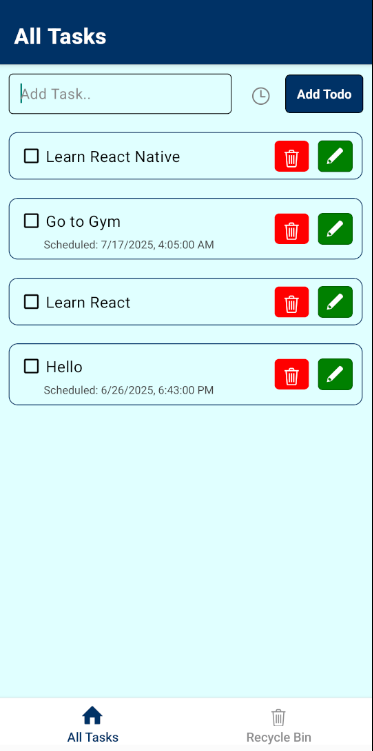 All Tasks
Add Task..
Add Todo
Learn React Native
Go to Gym
Scheduled: 7/17/2025, 4:05:00 AM
Learn React
Hello
Scheduled: 6/26/2025, 6:43:00 PM
All Tasks
Recycle Bin